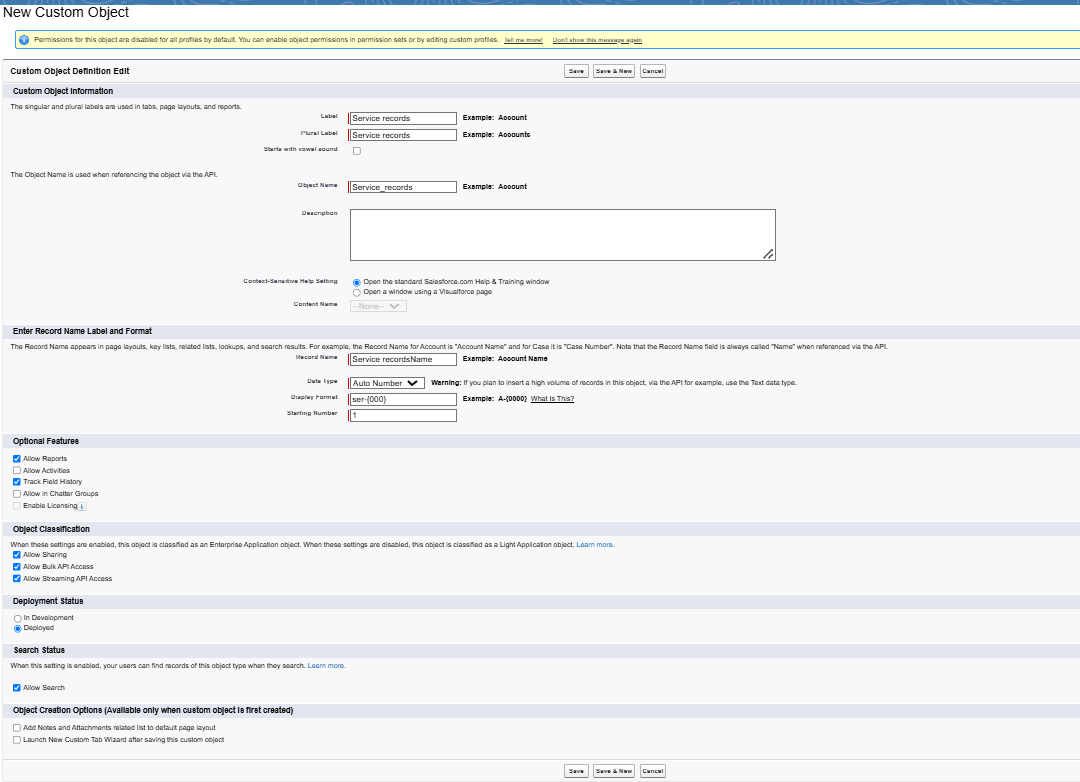 New Custom Object
Permissions for this object are disabled for all profiles by default. You can enable object permissions in permission sets or by editing custom profiles. Tell me more! Don't show this message again
Custom Object Definition Edit Save Save & New Cancel
Custom Object Information
The singular and plural labels are used in tabs, page layouts, and reports.
Label Service records Example: Account
Plural Label Service records Example: Accounts
Starts with vowel sound
The Object Name is used when referencing the object via the API.
Object Name Service_records Example: Account
Description
Context-Sensitive Help Setting Open the standard Salesforce.com Help & Training window
Open a window using a Visualforce page
Content Name --None--
Enter Record Name Label and Format
The Record Name appears in page layouts, key lists, related lists, lookups, and search results. For example, the Record Name for Account is "Account Name" and for Case it is "Case Number". Note that the Record Name field is always called "Name" when referenced via the API.
Record Name Service recordsName Example: Account Name
Data Type Auto Number Warning: If you plan to insert a high volume of records in this object, via the API for example, use the Text data type.
Display Format ser-{000} Example: A-{0000} What Is This?
Starting Number 1
Optional Features
Allow Reports
Allow Activities
Track Field History
Allow in Chatter Groups
Enable Licensing i
Object Classification
When these settings are enabled, this object is classified as an Enterprise Application object. When these settings are disabled, this object is classified as a Light Application object. Learn more.
Allow Sharing
Allow Bulk API Access
Allow Streaming API Access
Deployment Status
In Development
Deployed
Search Status
When this setting is enabled, your users can find records of this object type when they search. Learn more.
Allow Search
Object Creation Options (Available only when custom object is first created)
Add Notes and Attachments related list to default page layout
Launch New Custom Tab Wizard after saving this custom object
Save Save & New Cancel